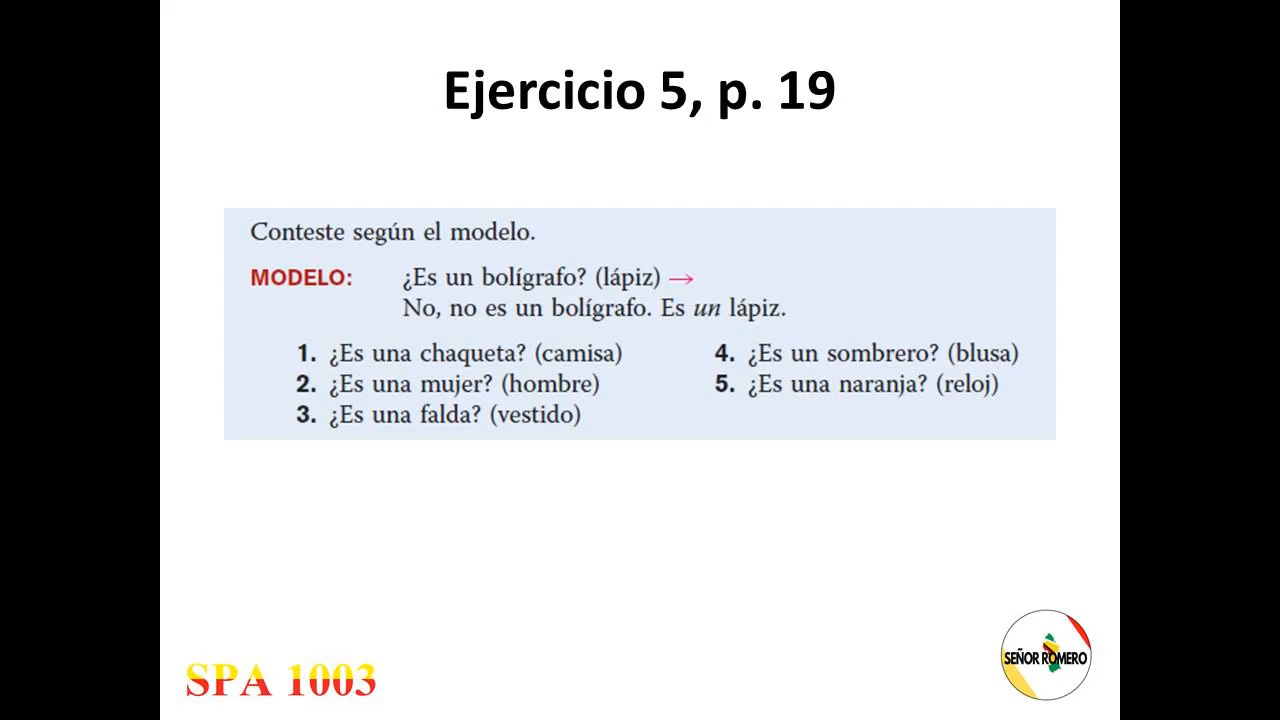 Ejercicio 5, p. 19
Conteste según el modelo.
MODELO: ¿Es un bolígrafo? (lápiz) →
No, no es un bolígrafo. Es un lápiz.
1. ¿Es una chaqueta? (camisa)
2. ¿Es una mujer? (hombre)
3. ¿Es una falda? (vestido)
4. ¿Es un sombrero? (blusa)
5. ¿Es una naranja? (reloj)
SPA 1003
SEÑOR ROMERO